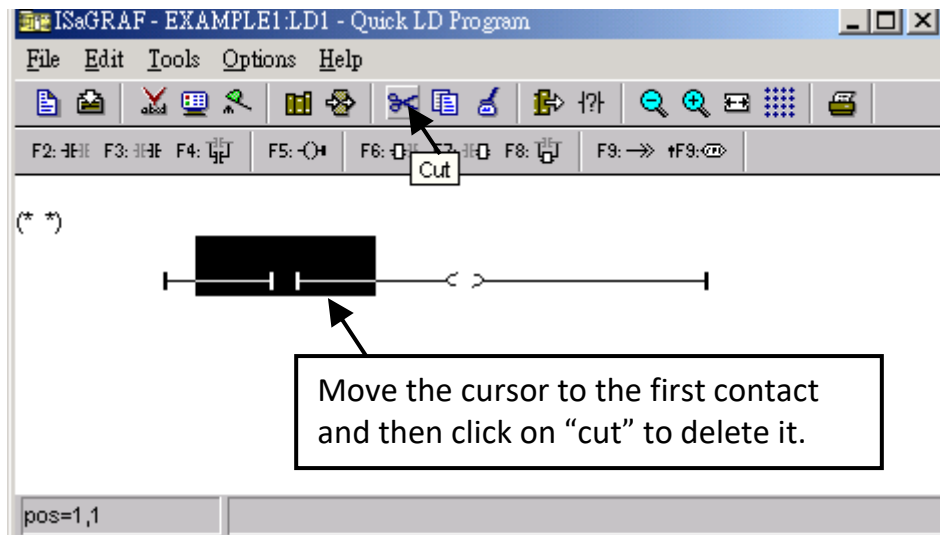 ISaGRAF - EXAMPLE1:LD1 - Quick LD Program
File Edit Tools Options Help
F2: F3: F4: F5: F6: F7: F8: F9: F9:
Cut
(* *)
Move the cursor to the first contact
and then click on “cut” to delete it.
pos=1,1